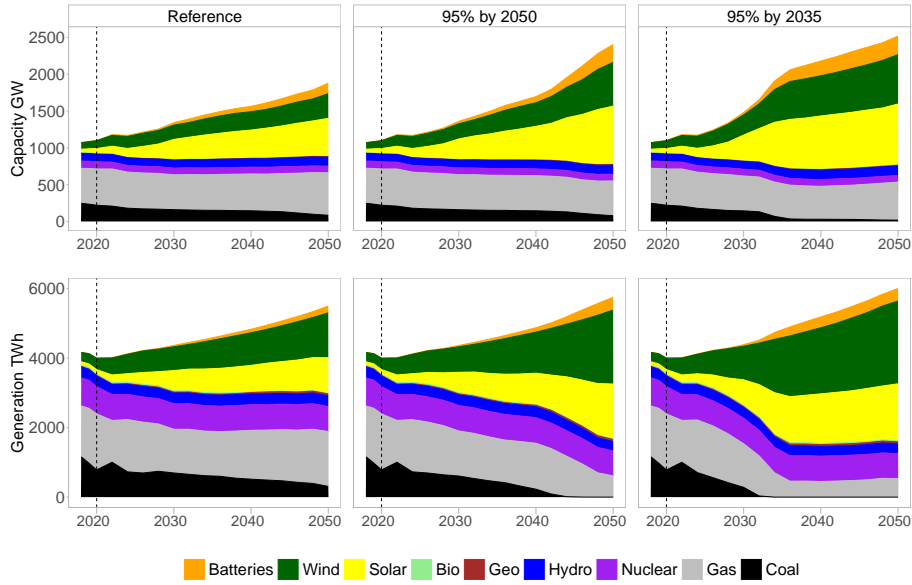 Reference
95% by 2050
95% by 2035
Capacity GW
2500
2000
1500
1000
500
0
2020 2030 2040 2050
2020 2030 2040 2050
2020 2030 2040 2050
Generation TWh
6000
4000
2000
0
2020 2030 2040 2050
2020 2030 2040 2050
2020 2030 2040 2050
Batteries Wind Solar Bio Geo Hydro Nuclear Gas Coal